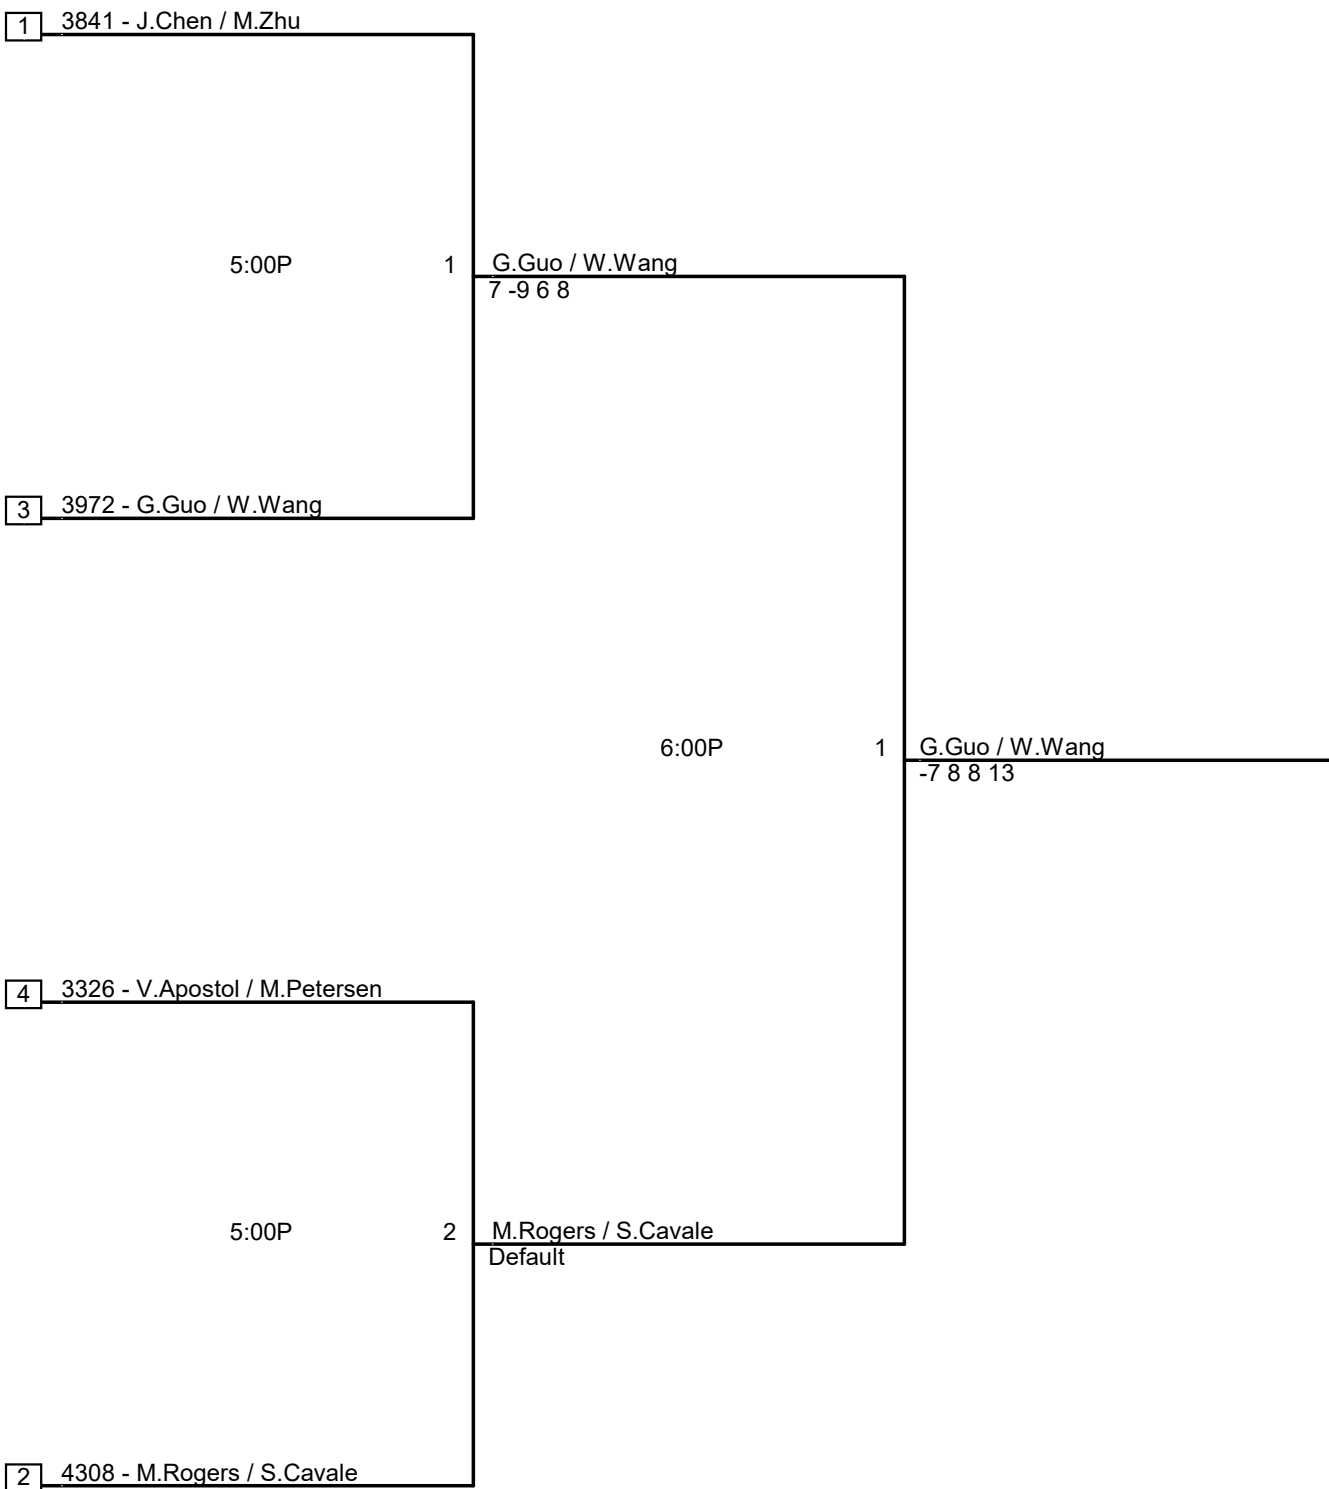 1 3841 - J.Chen / M.Zhu
5:00P 1 G.Guo / W.Wang
7 -9 6 8
3 3972 - G.Guo / W.Wang
6:00P 1 G.Guo / W.Wang
-7 8 8 13
4 3326 - V.Apostol / M.Petersen
5:00P 2 M.Rogers / S.Cavale
Default
2 4308 - M.Rogers / S.Cavale